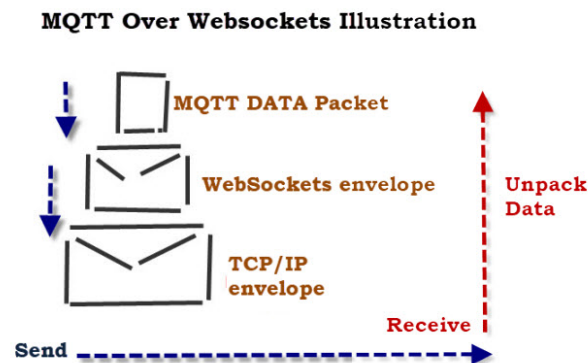 MQTT Over Websockets Illustration
MQTT DATA Packet
WebSockets envelope
Unpack
Data
TCP/IP
envelope
Receive
Send